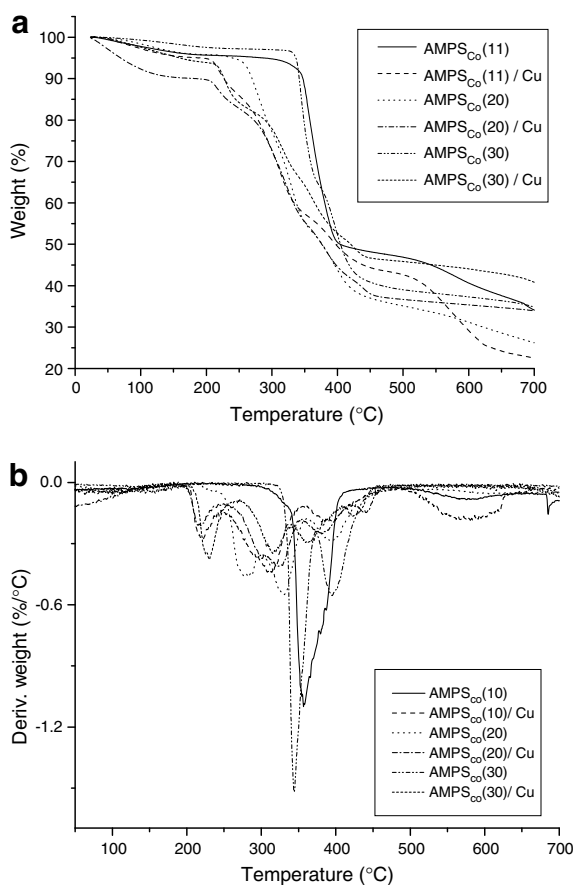 a
100
90
80
70
60
50
40
30
20
Weight (%)
AMPSCo(11)
AMPSCo(11) / Cu
AMPSCo(20)
AMPSCo(20) / Cu
AMPSCo(30)
AMPSCo(30) / Cu
0 100 200 300 400 500 600 700
Temperature (°C)
b
0.0
-0.6
-1.2
Deriv. weight (%/°C)
AMPSco(10)
AMPSco(10)/ Cu
AMPSco(20)
AMPSco(20)/ Cu
AMPSco(30)
AMPSco(30)/ Cu
100 200 300 400 500 600 700
Temperature (°C)